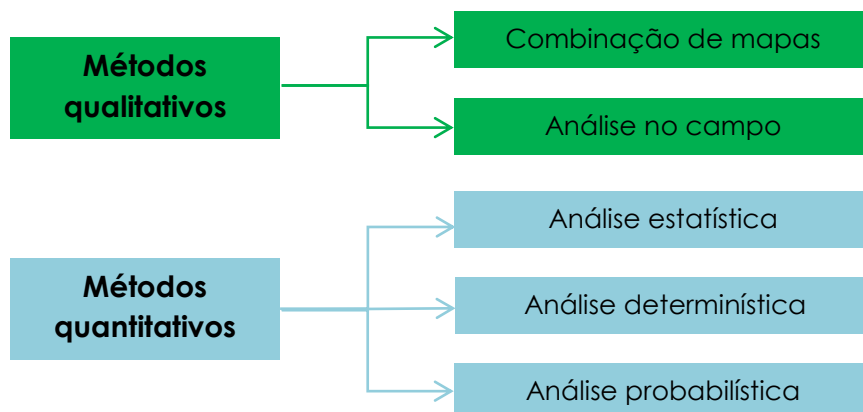 Métodos
qualitativos
Combinação de mapas
Análise no campo
Métodos
quantitativos
Análise estatística
Análise determinística
Análise probabilística